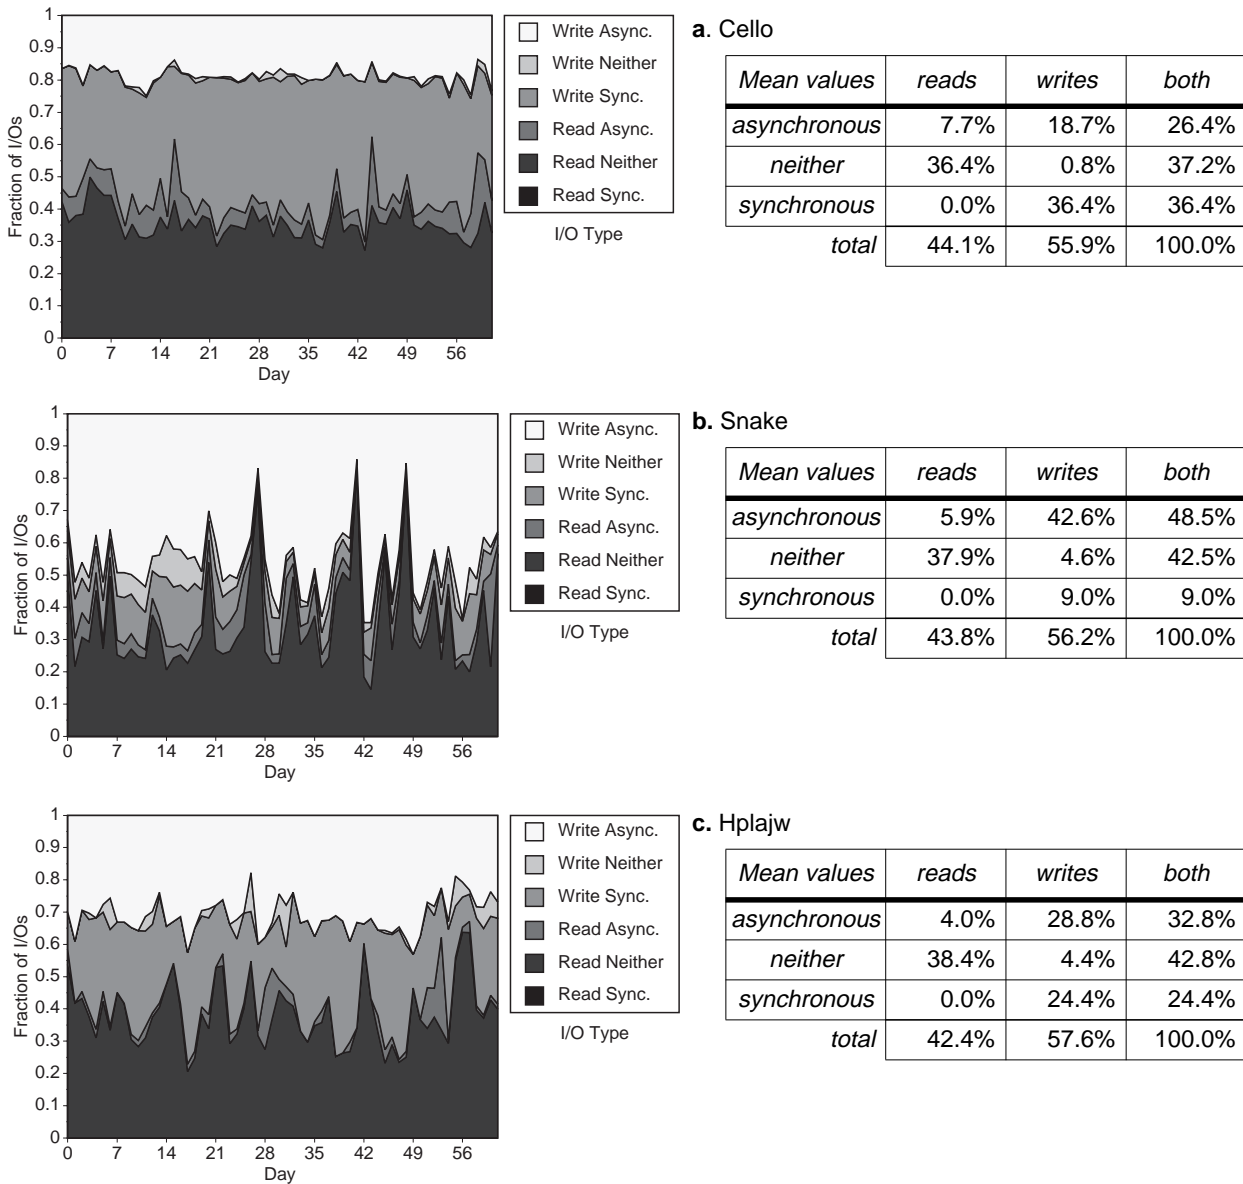 a. Cello
1
0.9
0.8
0.7
0.6
0.5
0.4
0.3
0.2
0.1
0
Fraction of I/Os
0 7 14 21 28 35 42 49 56
Day
Write Async.
Write Neither
Write Sync.
Read Async.
Read Neither
Read Sync.
I/O Type
Mean values reads writes both
asynchronous 7.7% 18.7% 26.4%
neither 36.4% 0.8% 37.2%
synchronous 0.0% 36.4% 36.4%
total 44.1% 55.9% 100.0%
b. Snake
1
0.9
0.8
0.7
0.6
0.5
0.4
0.3
0.2
0.1
0
Fraction of I/Os
0 7 14 21 28 35 42 49 56
Day
Write Async.
Write Neither
Write Sync.
Read Async.
Read Neither
Read Sync.
I/O Type
Mean values reads writes both
asynchronous 5.9% 42.6% 48.5%
neither 37.9% 4.6% 42.5%
synchronous 0.0% 9.0% 9.0%
total 43.8% 56.2% 100.0%
c. Hplajw
1
0.9
0.8
0.7
0.6
0.5
0.4
0.3
0.2
0.1
0
Fraction of I/Os
0 7 14 21 28 35 42 49 56
Day
Write Async.
Write Neither
Write Sync.
Read Async.
Read Neither
Read Sync.
I/O Type
Mean values reads writes both
asynchronous 4.0% 28.8% 32.8%
neither 38.4% 4.4% 42.8%
synchronous 0.0% 24.4% 24.4%
total 42.4% 57.6% 100.0%